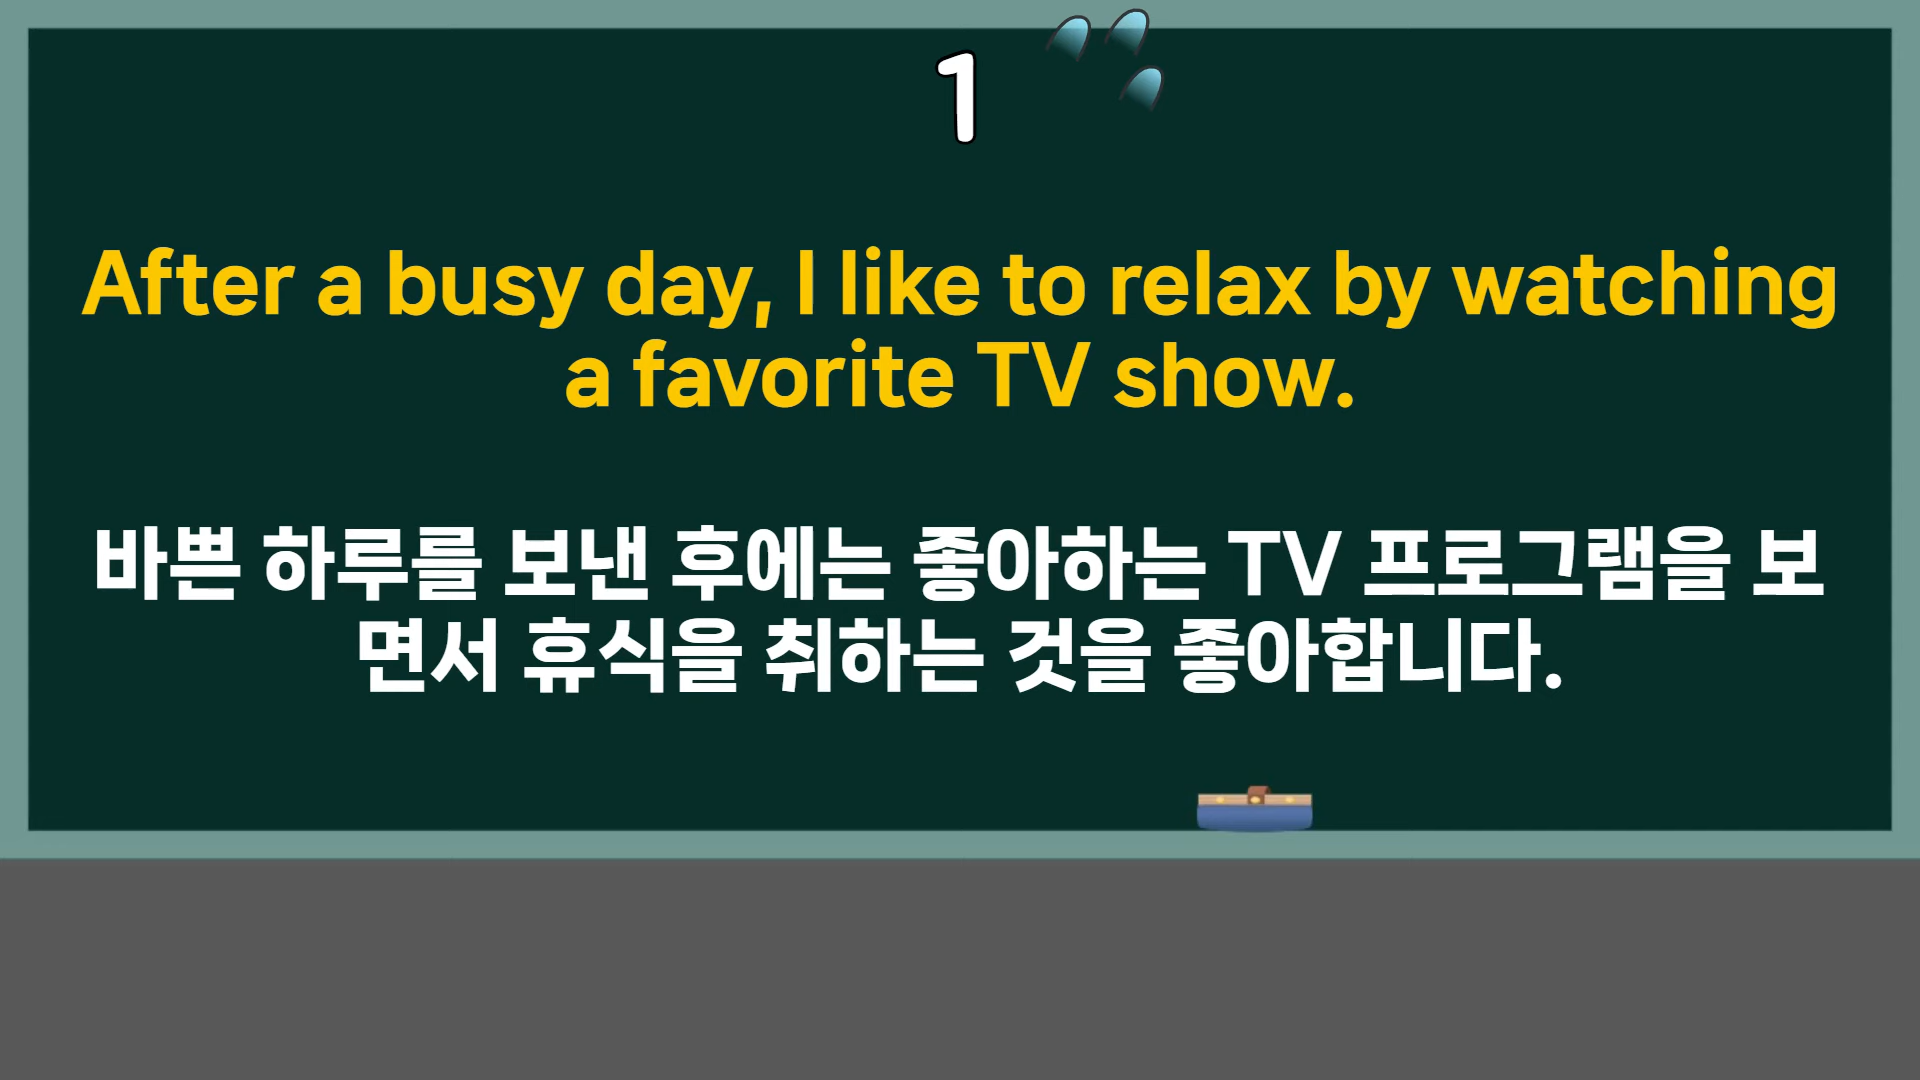 1
After a busy day, I like to relax by watching
a favorite TV show.
바쁜 하루를 보낸 후에는 좋아하는 TV 프로그램을 보
면서 휴식을 취하는 것을 좋아합니다.